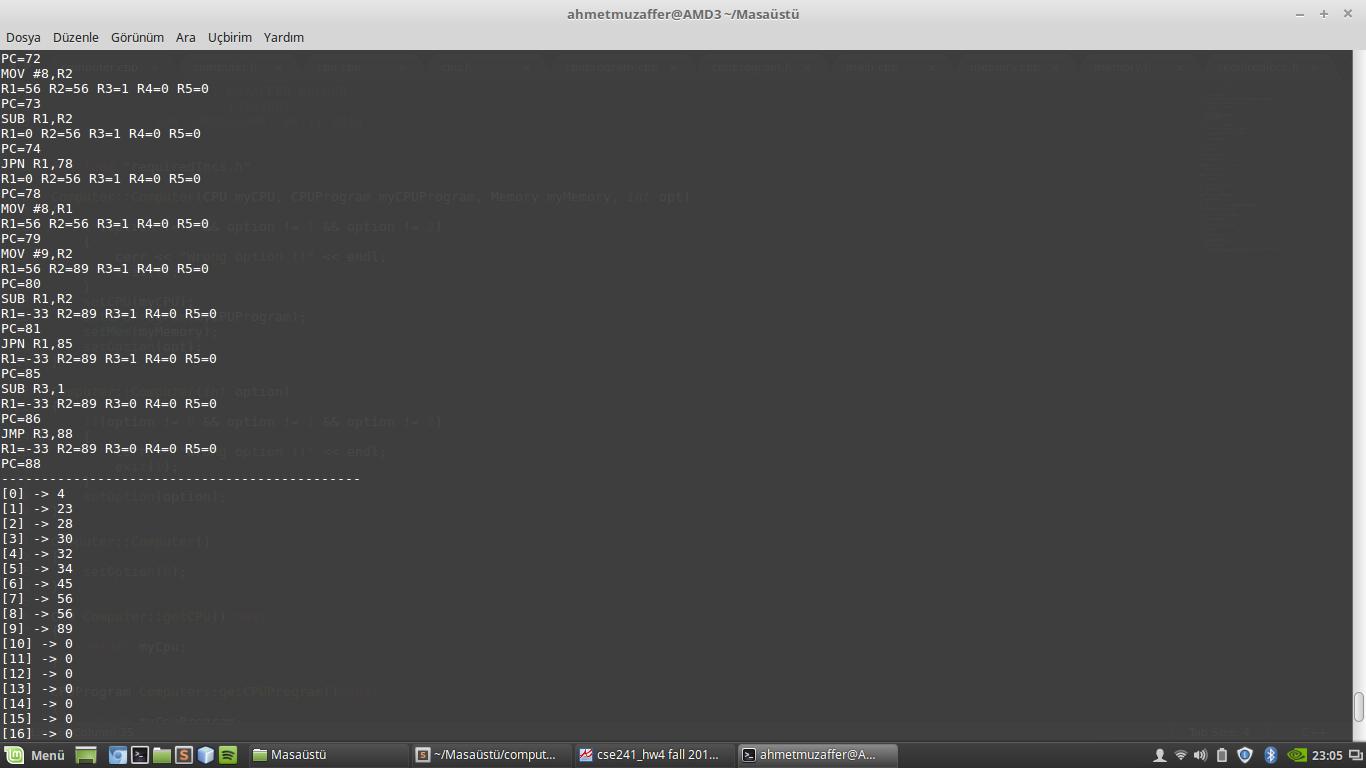 ahmetmuzaffer@AMD3 ~/Masaüstü
Dosya Düzenle Görünüm Ara Uçbirim Yardım
PC=72
MOV #8,R2
R1=56 R2=56 R3=1 R4=0 R5=0
PC=73
SUB R1,R2
R1=0 R2=56 R3=1 R4=0 R5=0
PC=74
JPN R1,78
R1=0 R2=56 R3=1 R4=0 R5=0
PC=78
MOV #8,R1
R1=56 R2=56 R3=1 R4=0 R5=0
PC=79
MOV #9,R2
R1=56 R2=89 R3=1 R4=0 R5=0
PC=80
SUB R1,R2
R1=-33 R2=89 R3=1 R4=0 R5=0
PC=81
JPN R1,85
R1=-33 R2=89 R3=1 R4=0 R5=0
PC=85
SUB R3,1
R1=-33 R2=89 R3=0 R4=0 R5=0
PC=86
JMP R3,88
R1=-33 R2=89 R3=0 R4=0 R5=0
PC=88
---------------------------------------------
[0] -> 4
[1] -> 23
[2] -> 28
[3] -> 30
[4] -> 32
[5] -> 34
[6] -> 45
[7] -> 56
[8] -> 56
[9] -> 89
[10] -> 0
[11] -> 0
[12] -> 0
[13] -> 0
[14] -> 0
[15] -> 0
[16] -> 0
Menü Masaüstü ~/Masaüstü/comput... cse241_hw4 fall 201... ahmetmuzaffer@A... 23:05